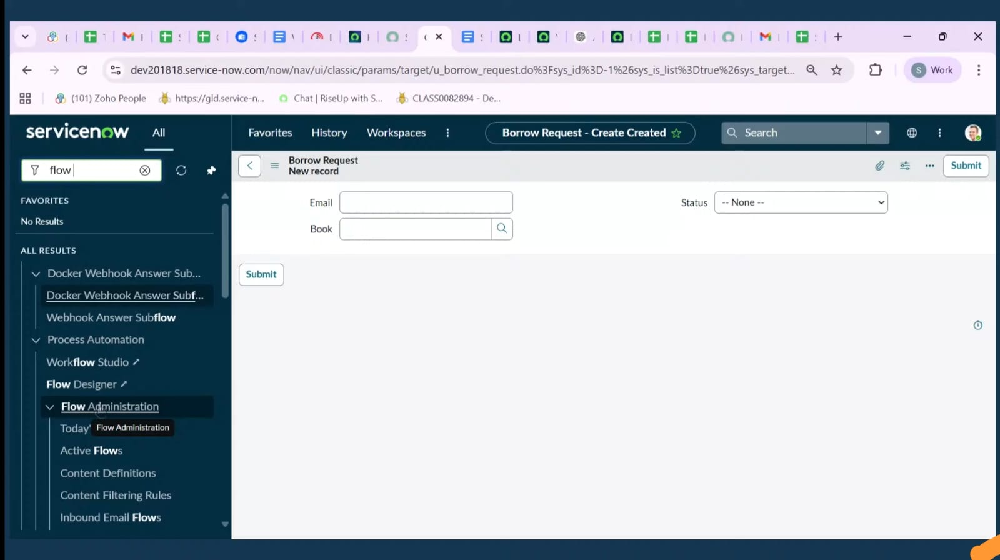 dev201818.service-now.com/now/nav/ui/classic/params/target/u_borrow_request.do%3Fsys_id%3D-1%26sys_is_list%3Dtrue%26sys_target...
S Work
(101) Zoho People
https://gld.service-n...
Chat | RiseUp with S...
CLASS0082894 - De...
servicenow
All
Favorites
History
Workspaces
Borrow Request - Create Created
Search
flow
Borrow Request
New record
Submit
FAVORITES
No Results
Email
Status
-- None --
Book
ALL RESULTS
Docker Webhook Answer Sub...
Submit
Docker Webhook Answer Subf...
Webhook Answer Subflow
Process Automation
Workflow Studio
Flow Designer
Flow Administration
Today'
Flow Administration
Active Flows
Content Definitions
Content Filtering Rules
Inbound Email Flows